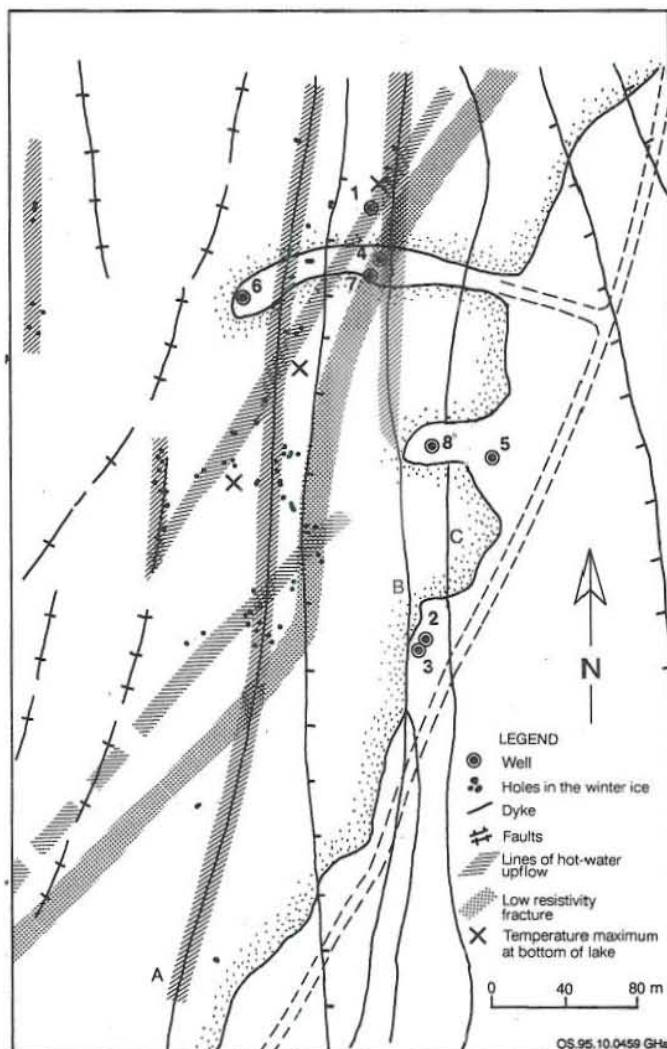 1
4
7
6
8
5
C
B
2
3
N
A
LEGEND
Well
Holes in the winter ice
Dyke
Faults
Lines of hot-water
upflow
Low resistivity
fracture
Temperature maximum
at bottom of lake
0 40 80 m
OS.95.10.0459 GHa